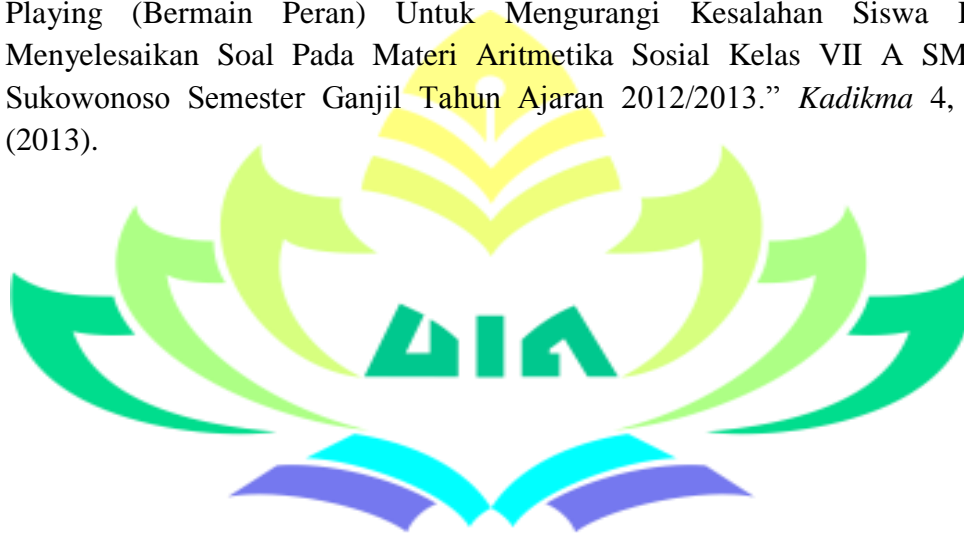 Playing (Bermain Peran) Untuk Mengurangi Kesalahan Siswa
Menyelesaikan Soal Pada Materi Aritmetika Sosial Kelas VII A
Sukowonoso Semester Ganjil Tahun Ajaran 2012/2013.” Kadikma 4,
(2013).
UIN